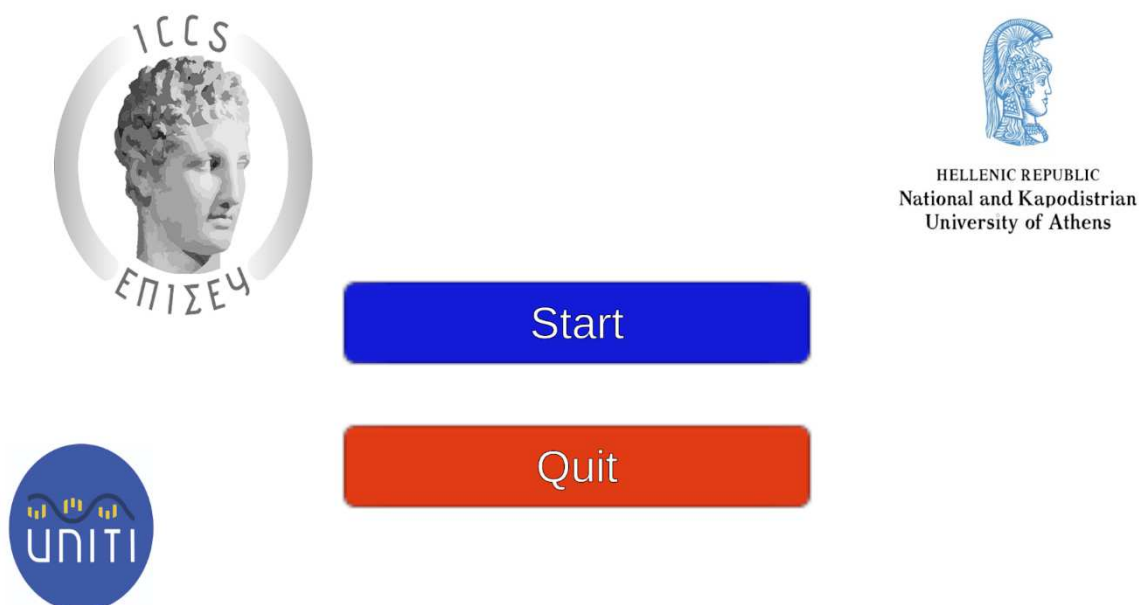 ICCS
ΕΠΙΣΕΥ
HELLENIC REPUBLIC
National and Kapodistrian
University of Athens
Start
Quit
UNITI